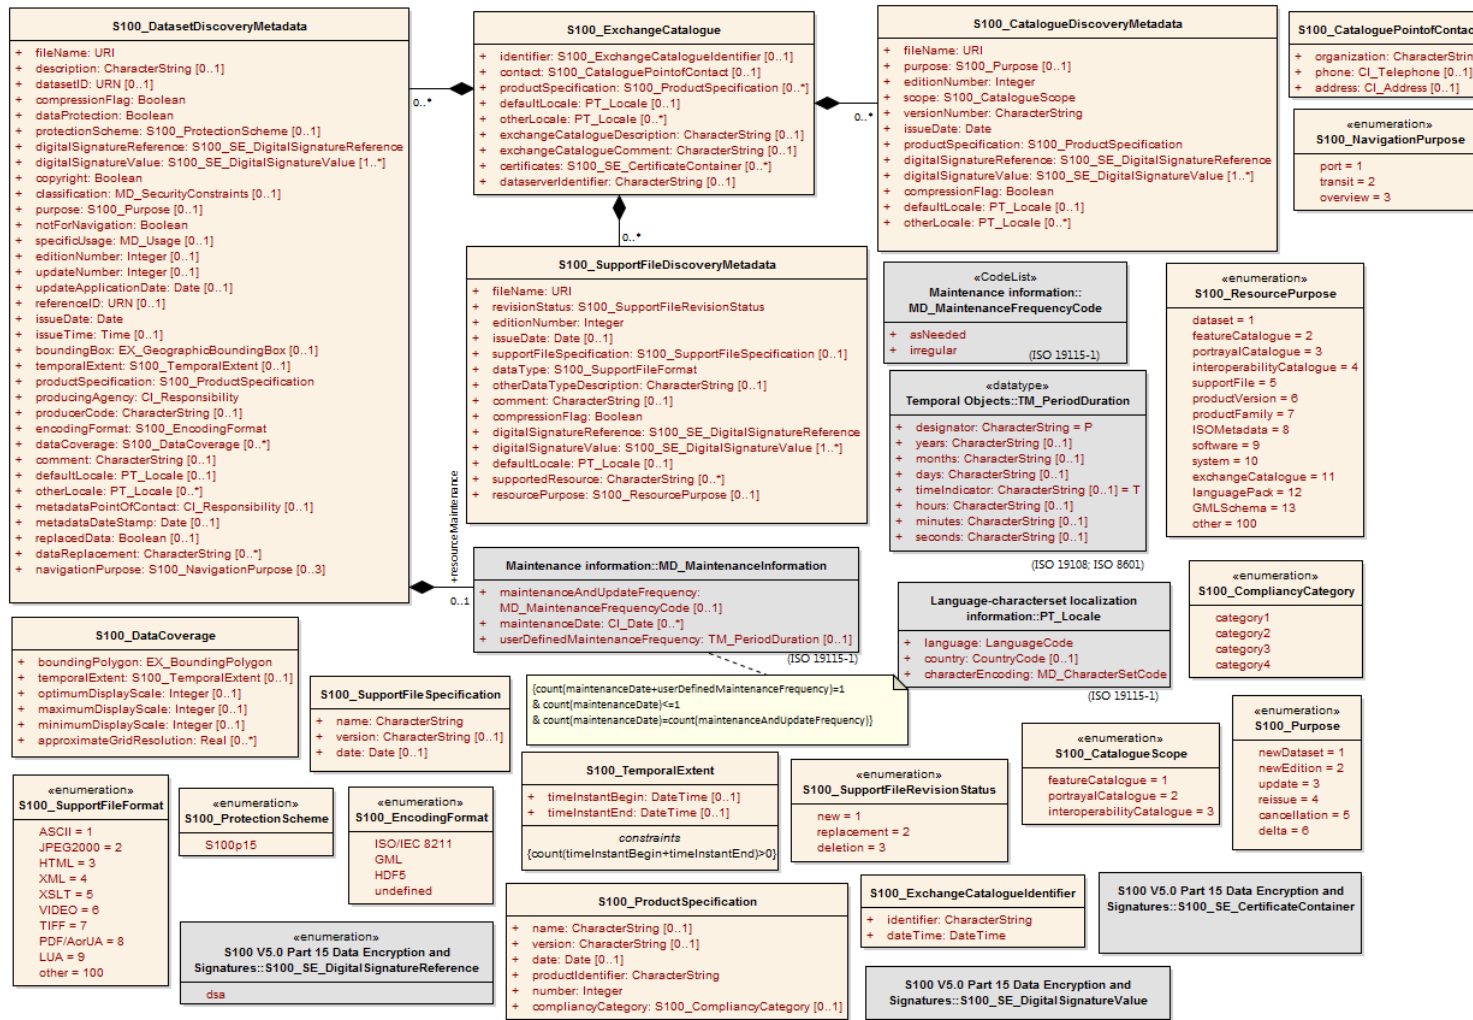 S100_DatasetDiscoveryMetadata
+ fileName: URI
+ description: CharacterString [0..1]
+ datasetID: URN [0..1]
+ compressionFlag: Boolean
+ dataProtection: Boolean
+ protectionScheme: S100_ProtectionScheme [0..1]
+ digitalSignatureReference: S100_SE_DigitalSignatureReference
+ digitalSignatureValue: S100_SE_DigitalSignatureValue [1..*]
+ copyright: Boolean
+ classification: MD_SecurityConstraints [0..1]
+ purpose: S100_Purpose [0..1]
+ notForNavigation: Boolean
+ specificUsage: MD_Usage [0..1]
+ editionNumber: Integer [0..1]
+ updateNumber: Integer [0..1]
+ updateApplicationDate: Date [0..1]
+ referenceID: URN [0..1]
+ issueDate: Date
+ issueTime: Time [0..1]
+ boundingBox: EX_GeographicBoundingBox [0..1]
+ temporalExtent: S100_TemporalExtent [0..1]
+ productSpecification: S100_ProductSpecification
+ producingAgency: CI_Responsibility
+ producerCode: CharacterString [0..1]
+ encodingFormat: S100_EncodingFormat
+ dataCoverage: S100_DataCoverage [0..*]
+ comment: CharacterString [0..1]
+ defaultLocale: PT_Locale [0..1]
+ otherLocale: PT_Locale [0..*]
+ metadataPointOfContact: CI_Responsibility [0..1]
+ metadataDateStamp: Date [0..1]
+ replacedData: Boolean [0..1]
+ dataReplacement: CharacterString [0..*]
+ navigationPurpose: S100_NavigationPurpose [0..3]
0..*
S100_ExchangeCatalogue
+ identifier: S100_ExchangeCatalogueIdentifier [0..1]
+ contact: S100_CataloguePointofContact [0..1]
+ productSpecification: S100_ProductSpecification [0..*]
+ defaultLocale: PT_Locale [0..1]
+ otherLocale: PT_Locale [0..*]
+ exchangeCatalogueDescription: CharacterString [0..1]
+ exchangeCatalogueComment: CharacterString [0..1]
+ certificates: S100_SE_CertificateContainer [0..*]
+ dataserverIdentifier: CharacterString [0..1]
0..*
0..*
S100_CatalogueDiscoveryMetadata
+ fileName: URI
+ purpose: S100_Purpose [0..1]
+ editionNumber: Integer
+ scope: S100_CatalogueScope
+ versionNumber: CharacterString
+ issueDate: Date
+ productSpecification: S100_ProductSpecification
+ digitalSignatureReference: S100_SE_DigitalSignatureReference
+ digitalSignatureValue: S100_SE_DigitalSignatureValue [1..*]
+ compressionFlag: Boolean
+ defaultLocale: PT_Locale [0..1]
+ otherLocale: PT_Locale [0..*]
S100_CataloguePointofContact
+ organization: CharacterString
+ phone: CI_Telephone [0..1]
+ address: CI_Address [0..1]
«enumeration»
S100_NavigationPurpose
port = 1
transit = 2
overview = 3
S100_SupportFileDiscoveryMetadata
+ fileName: URI
+ revisionStatus: S100_SupportFileRevisionStatus
+ editionNumber: Integer
+ issueDate: Date [0..1]
+ supportFileSpecification: S100_SupportFileSpecification [0..1]
+ dataType: S100_SupportFileFormat
+ otherDataTypeDescription: CharacterString [0..1]
+ comment: CharacterString [0..1]
+ compressionFlag: Boolean
+ digitalSignatureReference: S100_SE_DigitalSignatureReference
+ digitalSignatureValue: S100_SE_DigitalSignatureValue [1..*]
+ defaultLocale: PT_Locale [0..1]
+ supportedResource: CharacterString [0..*]
+ resourcePurpose: S100_ResourcePurpose [0..1]
«CodeList»
Maintenance information::
MD_MaintenanceFrequencyCode
+ asNeeded
+ irregular
(ISO 19115-1)
«enumeration»
S100_ResourcePurpose
dataset = 1
featureCatalogue = 2
portrayalCatalogue = 3
interoperabilityCatalogue = 4
supportFile = 5
productVersion = 6
productFamily = 7
ISOMetadata = 8
software = 9
system = 10
exchangeCatalogue = 11
languagePack = 12
GMLSchema = 13
other = 100
«datatype»
Temporal Objects::TM_PeriodDuration
+ designator: CharacterString = P
+ years: CharacterString [0..1]
+ months: CharacterString [0..1]
+ days: CharacterString [0..1]
+ timeIndicator: CharacterString [0..1] = T
+ hours: CharacterString [0..1]
+ minutes: CharacterString [0..1]
+ seconds: CharacterString [0..1]
(ISO 19108; ISO 8601)
+resourceMaintenance
0..1
Maintenance information::MD_MaintenanceInformation
+ maintenanceAndUpdateFrequency:
MD_MaintenanceFrequencyCode [0..1]
+ maintenanceDate: CI_Date [0..*]
+ userDefinedMaintenanceFrequency: TM_PeriodDuration [0..1]
(ISO 19115-1)
Language-characterset localization
information::PT_Locale
+ language: LanguageCode
+ country: CountryCode [0..1]
+ characterEncoding: MD_CharacterSetCode
(ISO 19115-1)
«enumeration»
S100_CompliancyCategory
category1
category2
category3
category4
S100_DataCoverage
+ boundingPolygon: EX_BoundingPolygon
+ temporalExtent: S100_TemporalExtent [0..1]
+ optimumDisplayScale: Integer [0..1]
+ maximumDisplayScale: Integer [0..1]
+ minimumDisplayScale: Integer [0..1]
+ approximateGridResolution: Real [0..*]
S100_SupportFileSpecification
+ name: CharacterString
+ version: CharacterString [0..1]
+ date: Date [0..1]
{count(maintenanceDate+userDefinedMaintenanceFrequency)=1
& count(maintenanceDate)<=1
& count(maintenanceDate)=count(maintenanceAndUpdateFrequency)}
«enumeration»
S100_CatalogueScope
featureCatalogue = 1
portrayalCatalogue = 2
interoperabilityCatalogue = 3
«enumeration»
S100_Purpose
newDataset = 1
newEdition = 2
update = 3
reissue = 4
cancellation = 5
delta = 6
«enumeration»
S100_SupportFileFormat
ASCII = 1
JPEG2000 = 2
HTML = 3
XML = 4
XSLT = 5
VIDEO = 6
TIFF = 7
PDF/AorUA = 8
LUA = 9
other = 100
«enumeration»
S100_ProtectionScheme
S100p15
«enumeration»
S100_EncodingFormat
ISO/IEC 8211
GML
HDF5
undefined
S100_TemporalExtent
+ timeInstantBegin: DateTime [0..1]
+ timeInstantEnd: DateTime [0..1]
constraints
{count(timeInstantBegin+timeInstantEnd)>0}
«enumeration»
S100_SupportFileRevisionStatus
new = 1
replacement = 2
deletion = 3
«enumeration»
S100 V5.0 Part 15 Data Encryption and
Signatures::S100_SE_DigitalSignatureReference
dsa
S100_ProductSpecification
+ name: CharacterString [0..1]
+ version: CharacterString [0..1]
+ date: Date [0..1]
+ productIdentifier: CharacterString
+ number: Integer
+ compliancyCategory: S100_CompliancyCategory [0..1]
S100_ExchangeCatalogueIdentifier
+ identifier: CharacterString
+ dateTime: DateTime
S100 V5.0 Part 15 Data Encryption and
Signatures::S100_SE_CertificateContainer
S100 V5.0 Part 15 Data Encryption and
Signatures::S100_SE_DigitalSignatureValue